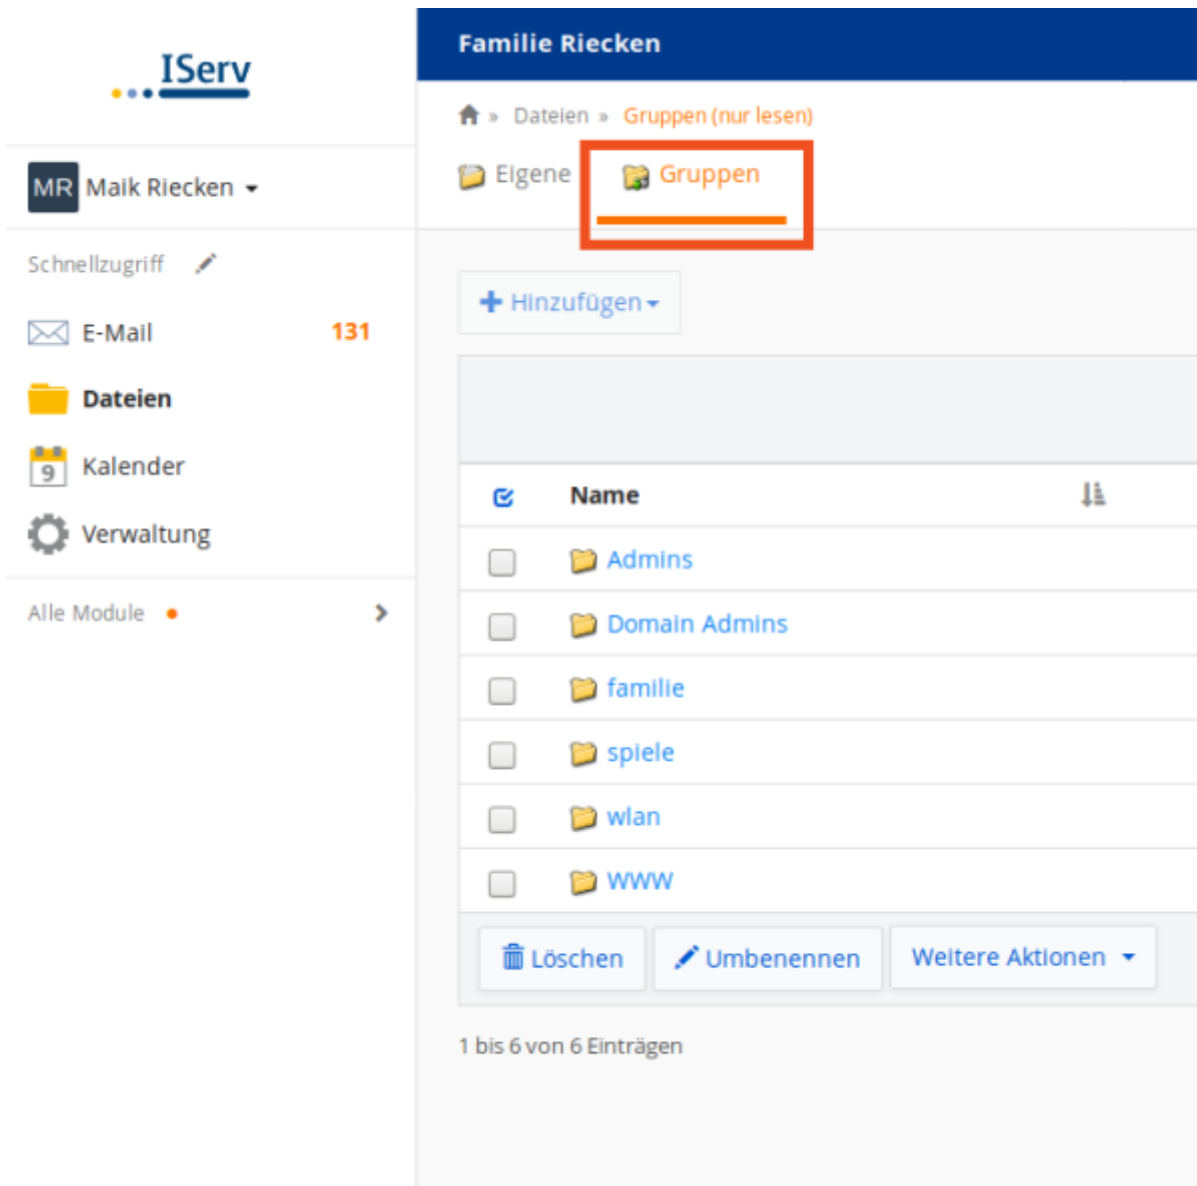 IServ
MR Maik Riecken
Schnellzugriff
E-Mail 131
Dateien
9 Kalender
Verwaltung
Alle Module
Familie Riecken
» Dateien » Gruppen (nur lesen)
Eigene Gruppen
Hinzufügen
Name
Admins
Domain Admins
familie
spiele
wlan
WWW
Löschen Umbenennen Weitere Aktionen
1 bis 6 von 6 Einträgen